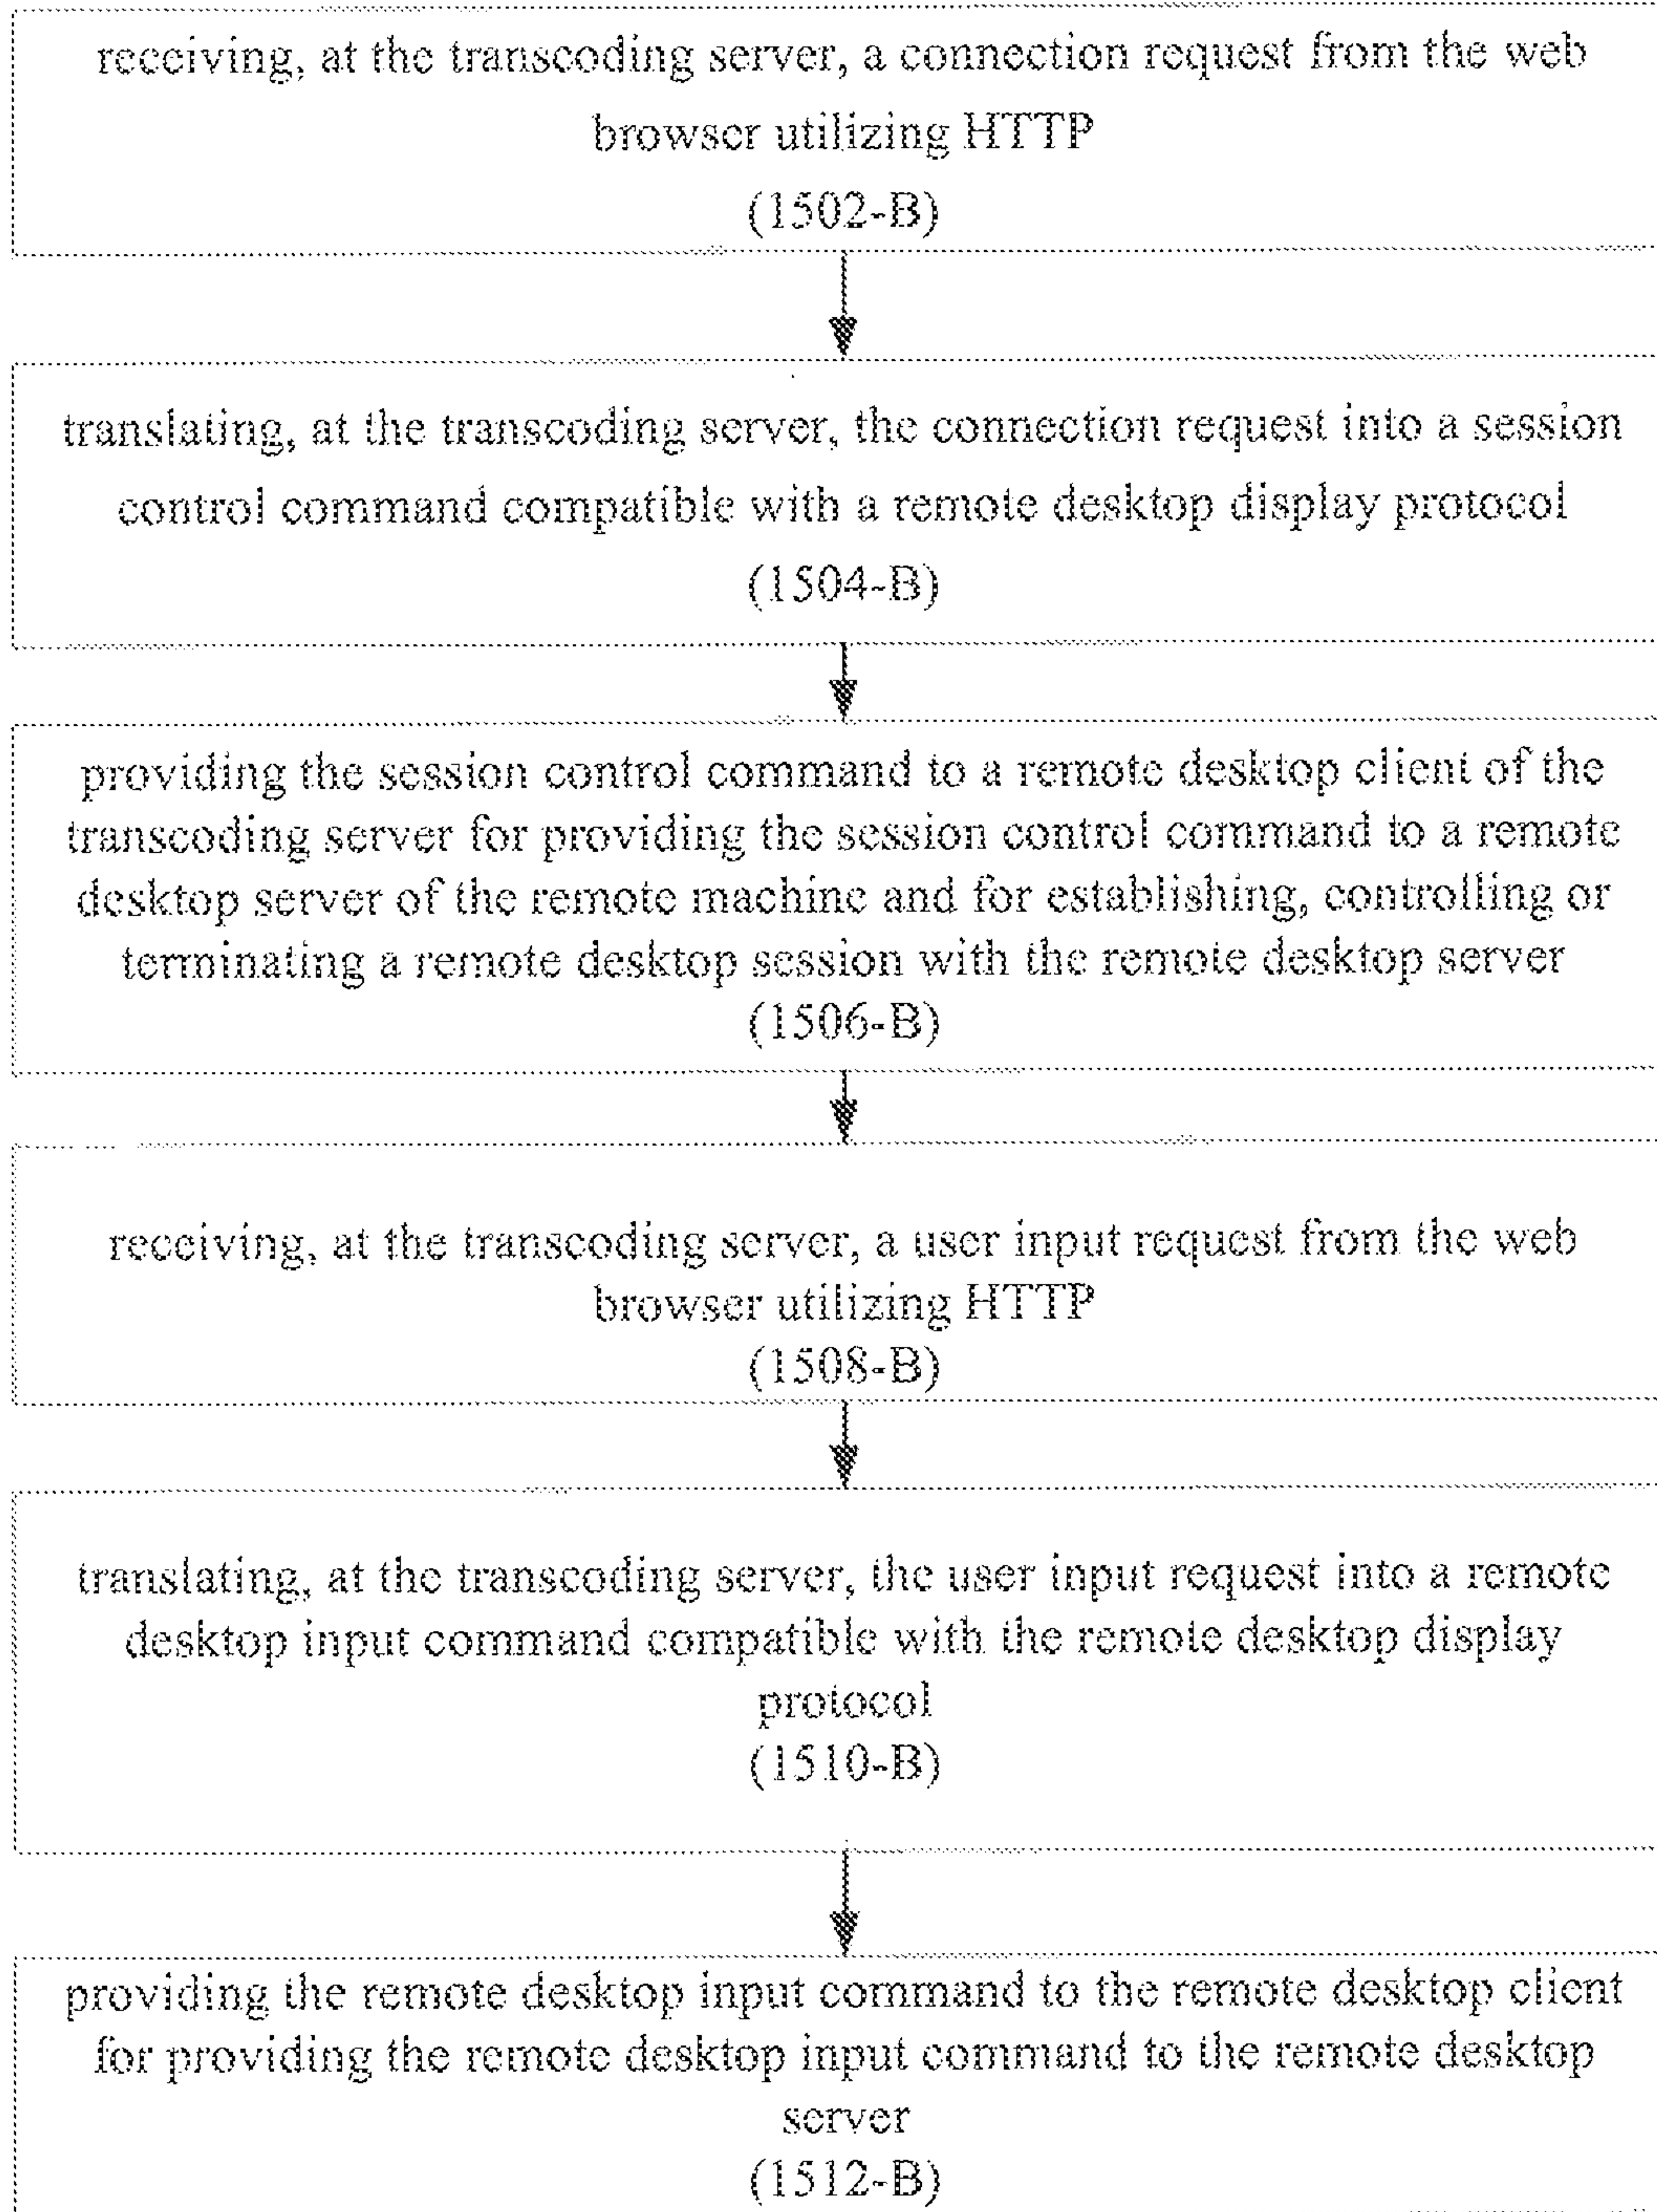 receiving, at the transcoding server, a connection request from the web
browser utilizing HTTP
(1502-B)
translating, at the transcoding server, the connection request into a session
control command compatible with a remote desktop display protocol
(1504-B)
providing the session control command to a remote desktop client of the
transcoding server for providing the session control command to a remote
desktop server of the remote machine and for establishing, controlling or
terminating a remote desktop session with the remote desktop server
(1506-B)
receiving, at the transcoding server, a user input request from the web
browser utilizing HTTP
(1508-B)
translating, at the transcoding server, the user input request into a remote
desktop input command compatible with the remote desktop display
protocol
(1510-B)
providing the remote desktop input command to the remote desktop client
for providing the remote desktop input command to the remote desktop
server
(1512-B)